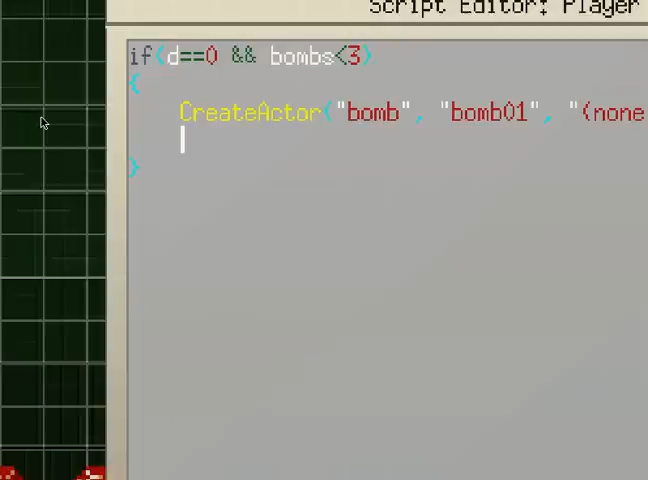 Script Editor: Player
if(d==0 && bombs<3)
{
CreateActor("bomb", "bomb01", "(none
}